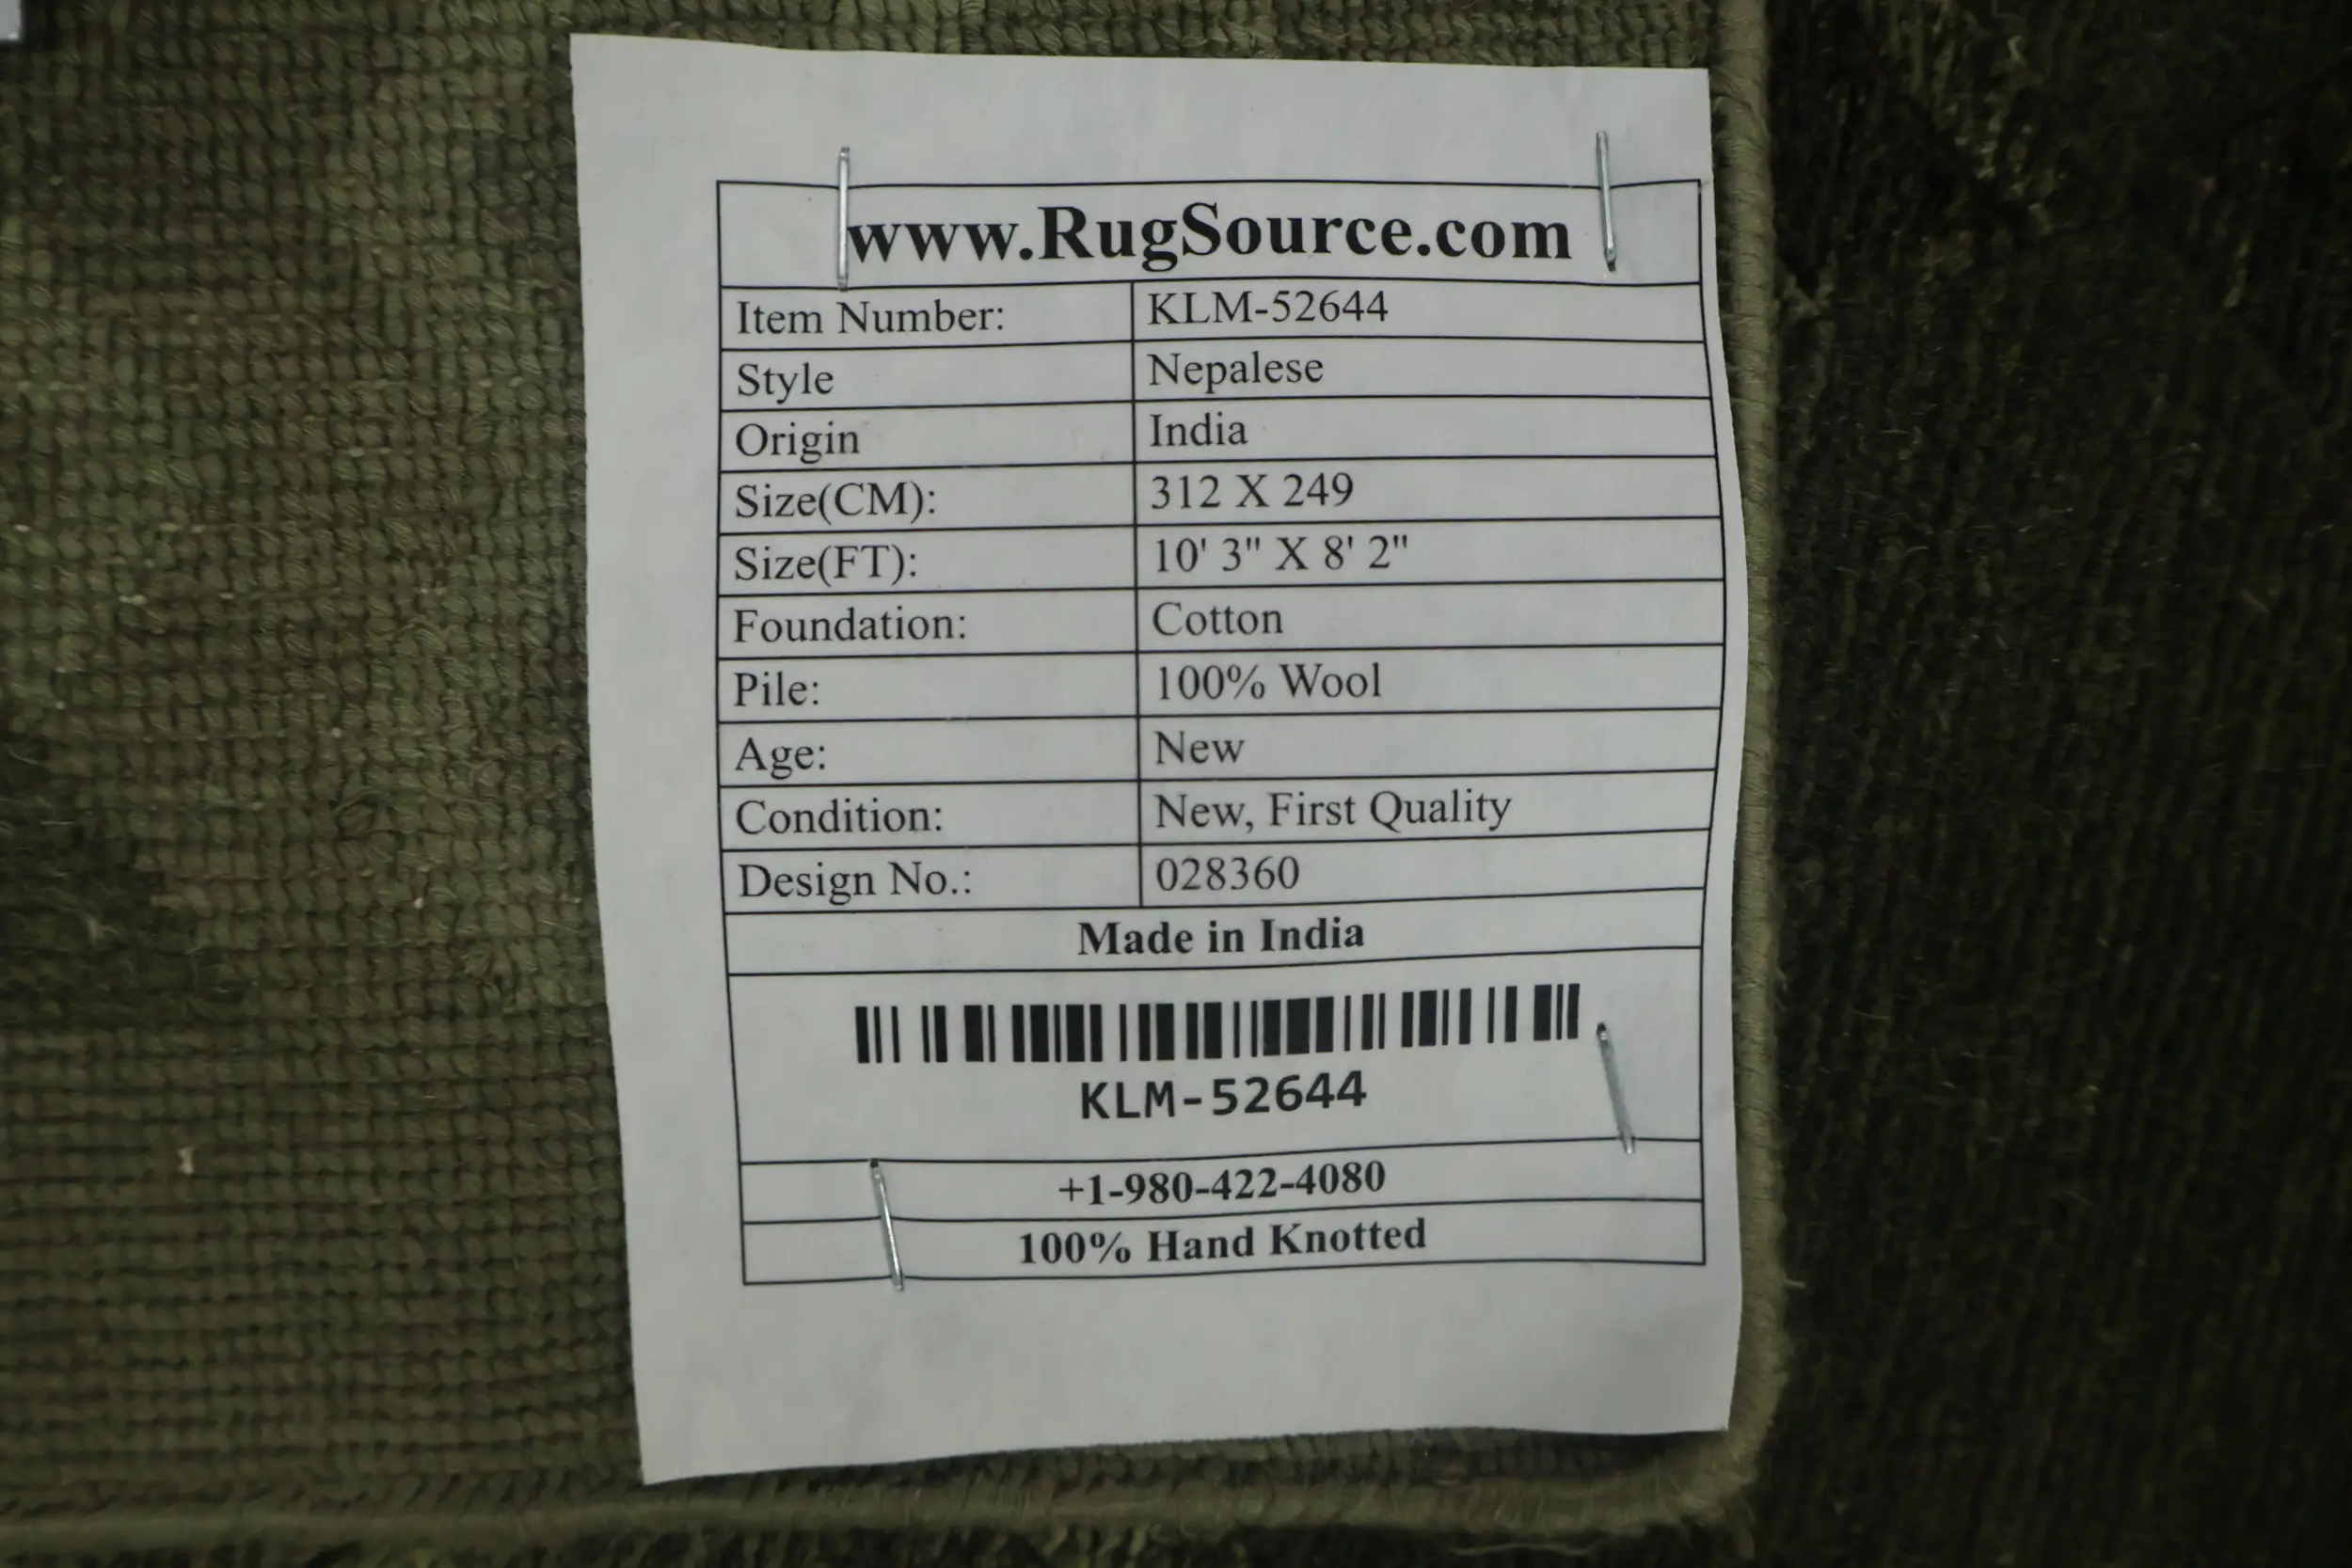 www.RugSource.com
Item Number: KLM-52644
Style Nepalese
Origin India
Size(CM): 312 X 249
Size(FT): 10' 3" X 8' 2"
Foundation: Cotton
Pile: 100% Wool
Age: New
Condition: New, First Quality
Design No.: 028360
Made in India
KLM-52644
+1-980-422-4080
100% Hand Knotted